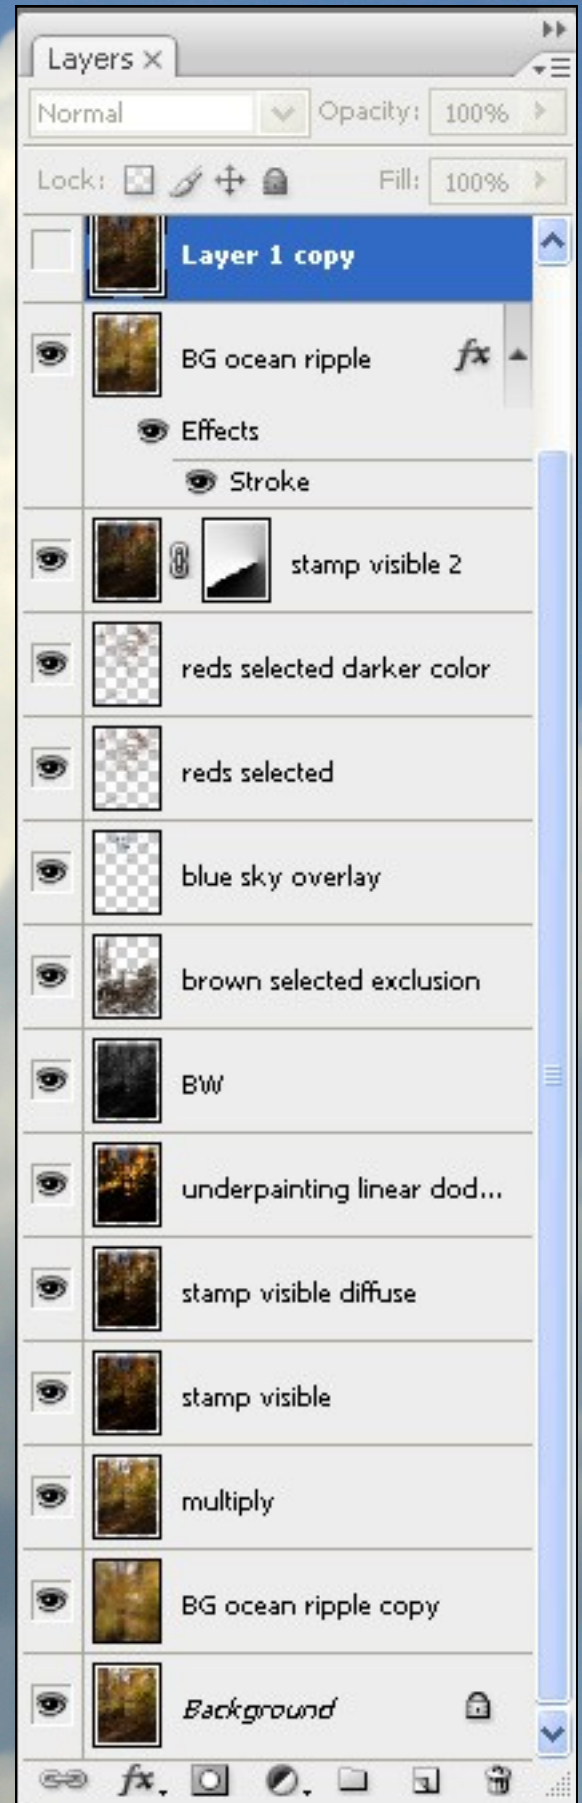 Layers
Normal Opacity: 100%
Lock: Fill: 100%
Layer 1 copy
BG ocean ripple fx
Effects
Stroke
stamp visible 2
reds selected darker color
reds selected
blue sky overlay
brown selected exclusion
BW
underpainting linear dod...
stamp visible diffuse
stamp visible
multiply
BG ocean ripple copy
Background
fx.